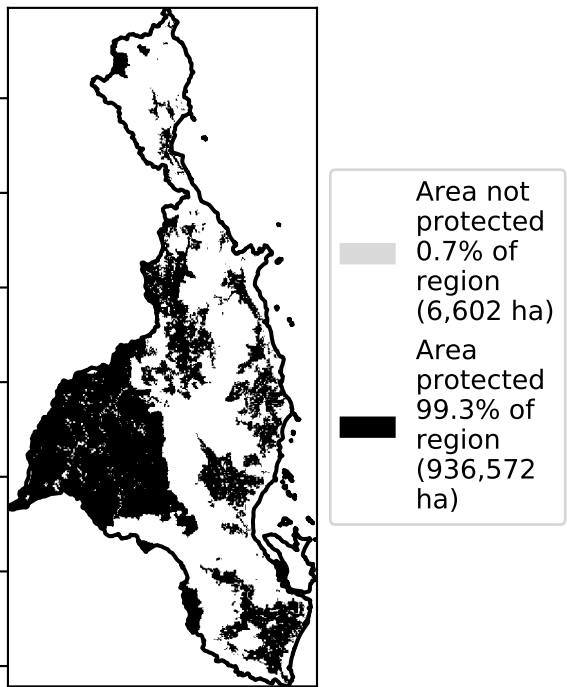 Area not
protected
0.7% of
region
(6,602 ha)
Area
protected
99.3% of
region
(936,572
ha)